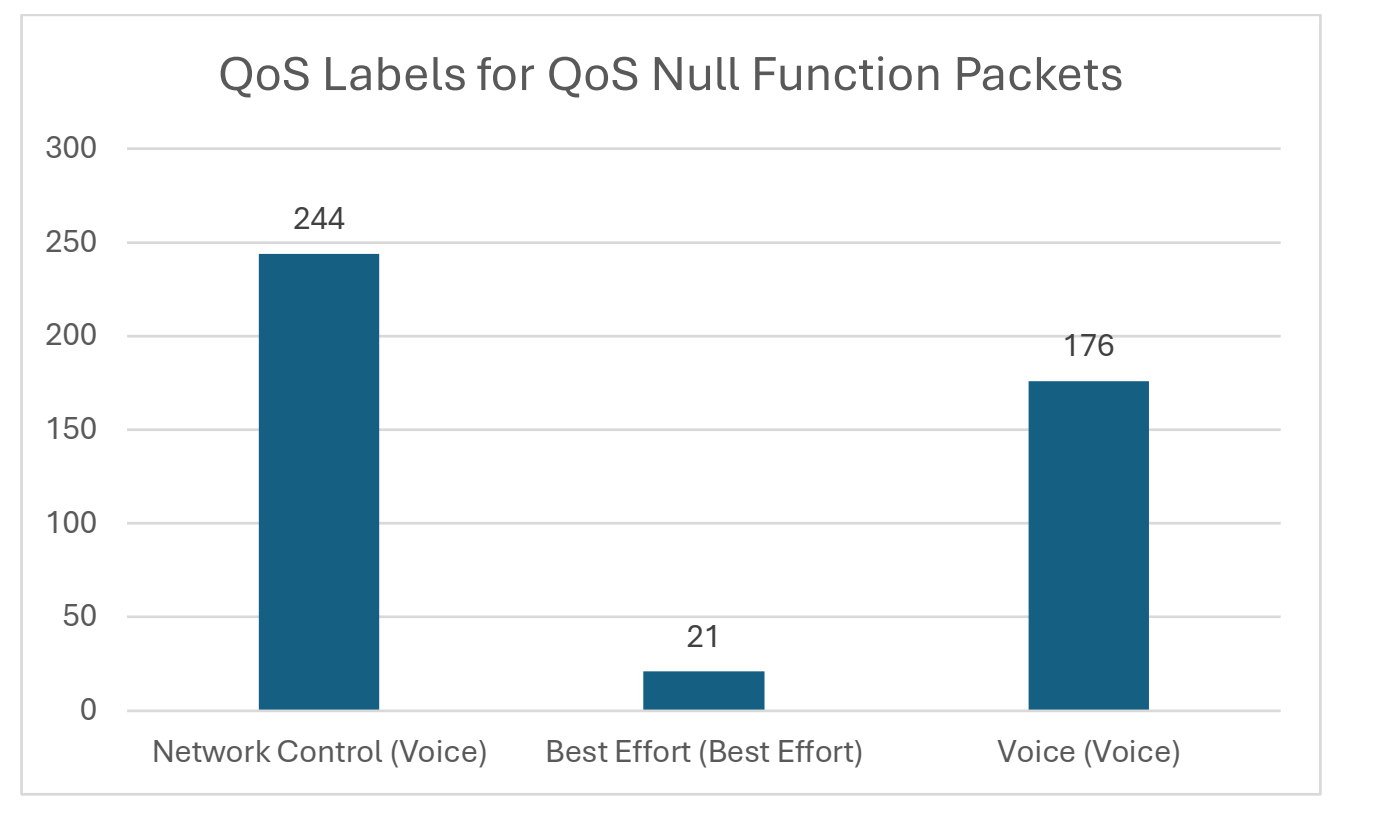 QoS Labels for QoS Null Function Packets
300
244
250
200
176
150
100
50
21
0
Network Control (Voice)
Best Effort (Best Effort)
Voice (Voice)